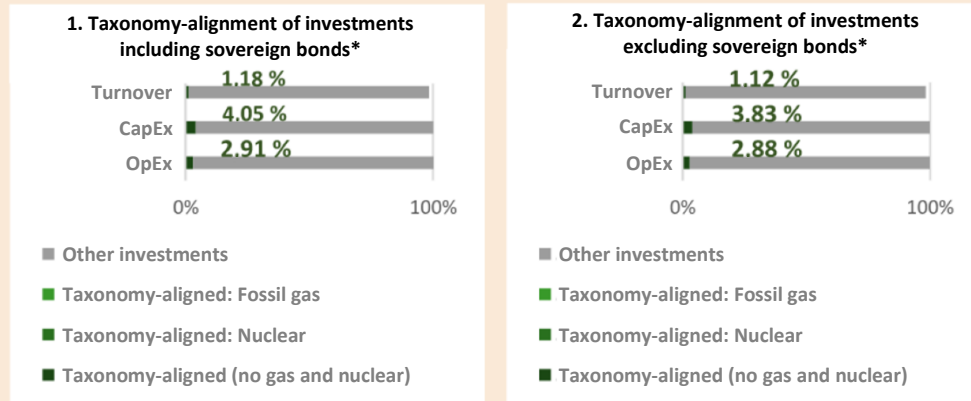 1. Taxonomy-alignment of investments
including sovereign bonds*
Turnover
1.18 %
CapEx
4.05 %
OpEx
2.91 %
0%
100%
Other investments
Taxonomy-aligned: Fossil gas
Taxonomy-aligned: Nuclear
Taxonomy-aligned (no gas and nuclear)
2. Taxonomy-alignment of investments
excluding sovereign bonds*
Turnover
1.12 %
CapEx
3.83 %
OpEx
2.88 %
0%
100%
Other investments
Taxonomy-aligned: Fossil gas
Taxonomy-aligned: Nuclear
Taxonomy-aligned (no gas and nuclear)